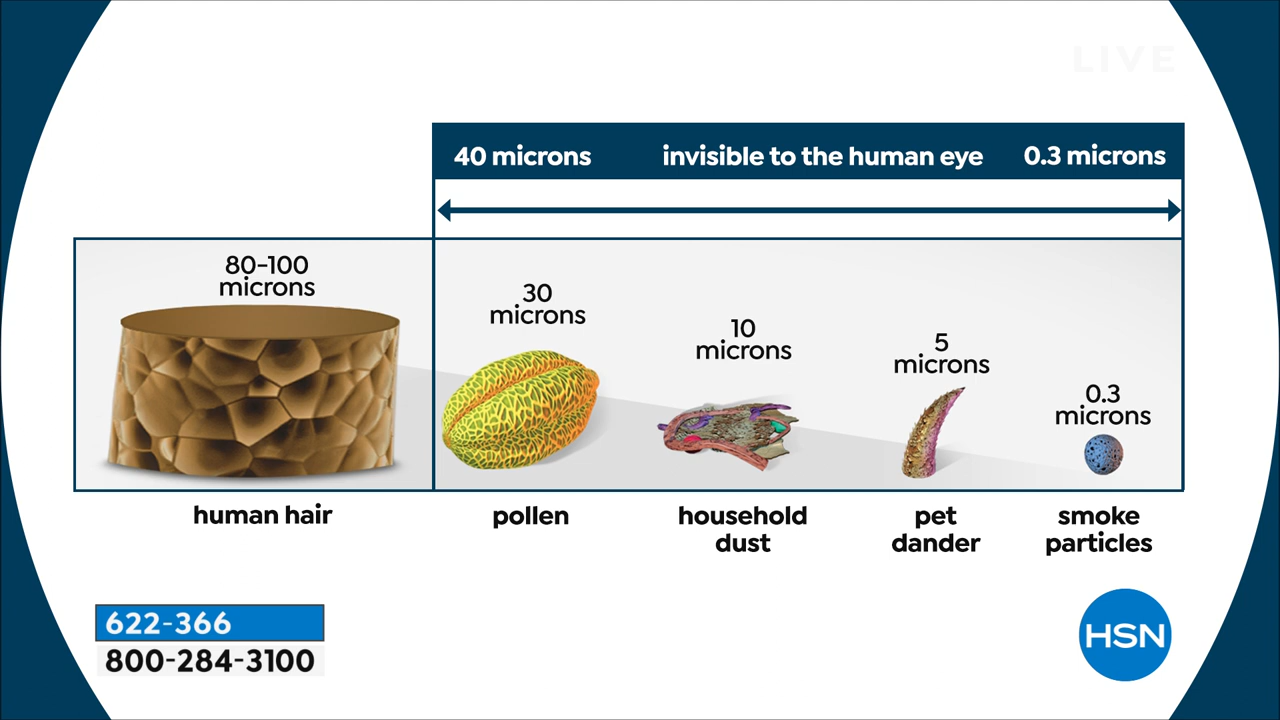 LIVE
40 microns invisible to the human eye 0.3 microns
80-100
microns
30
microns
10
microns
5
microns
0.3
microns
human hair
pollen
household
dust
pet
dander
smoke
particles
622-366
800-284-3100
HSN